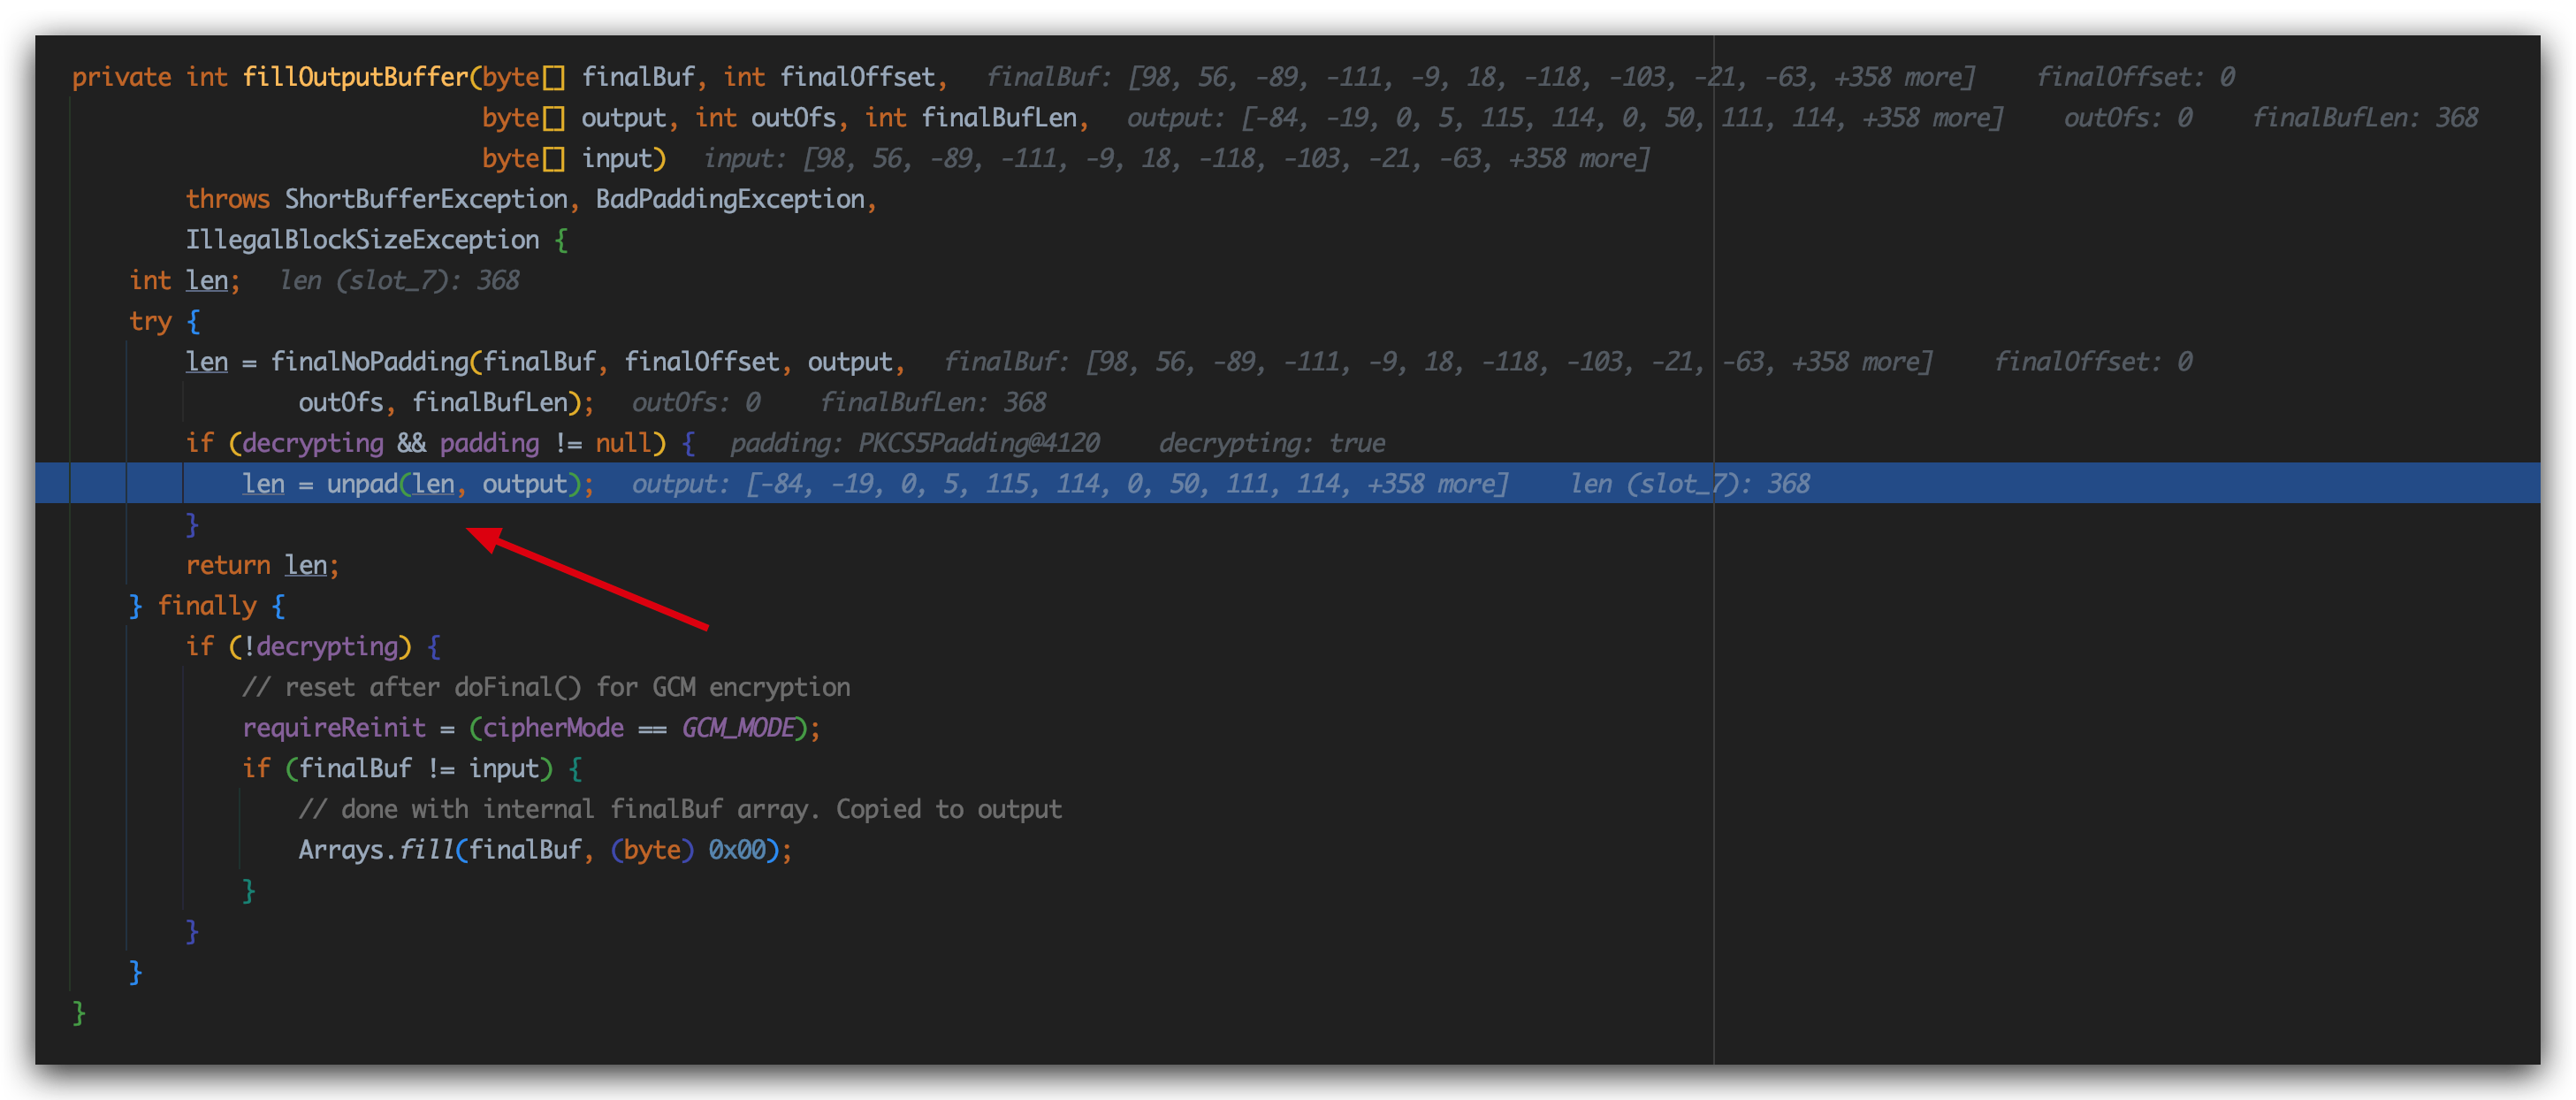 private int fillOutputBuffer(byte[] finalBuf, int finalOffset, finalBuf: [98, 56, -89, -111, -9, 18, -118, -103, -21, -63, +358 more] finalOffset: 0
byte[] output, int outOfs, int finalBufLen, output: [-84, -19, 0, 5, 115, 114, 0, 50, 111, 114, +358 more] outOfs: 0 finalBufLen: 368
byte[] input) input: [98, 56, -89, -111, -9, 18, -118, -103, -21, -63, +358 more]
throws ShortBufferException, BadPaddingException,
IllegalBlockSizeException {
int len; len (slot_7): 368
try {
len = finalNoPadding(finalBuf, finalOffset, output, finalBuf: [98, 56, -89, -111, -9, 18, -118, -103, -21, -63, +358 more] finalOffset: 0
outOfs, finalBufLen); outOfs: 0 finalBufLen: 368
if (decrypting && padding != null) { padding: PKCS5Padding@4120 decrypting: true
len = unpad(len, output); output: [-84, -19, 0, 5, 115, 114, 0, 50, 111, 114, +358 more] len (slot_7): 368
}
return len;
} finally {
if (!decrypting) {
// reset after doFinal() for GCM encryption
requireReinit = (cipherMode == GCM_MODE);
if (finalBuf != input) {
// done with internal finalBuf array. Copied to output
Arrays.fill(finalBuf, (byte) 0x00);
}
}
}
}